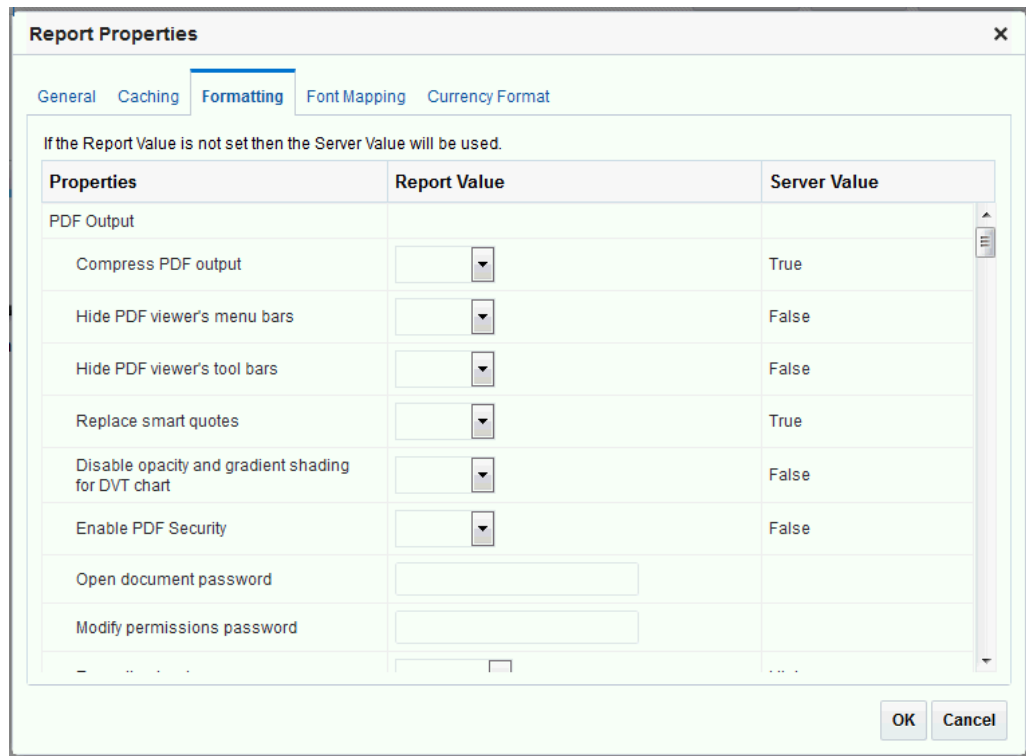 Report Properties
General Caching Formatting Font Mapping Currency Format
If the Report Value is not set then the Server Value will be used.
Properties Report Value Server Value
PDF Output
Compress PDF output True
Hide PDF viewer's menu bars False
Hide PDF viewer's tool bars False
Replace smart quotes True
Disable opacity and gradient shading
for DVT chart False
Enable PDF Security False
Open document password
Modify permissions password
OK Cancel